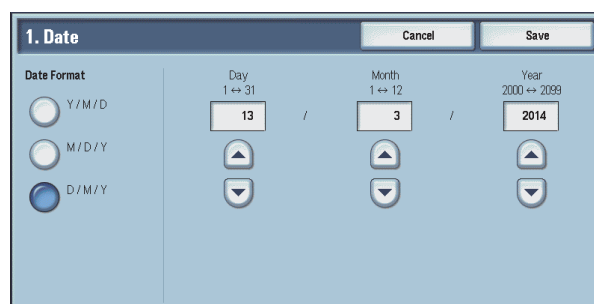 1. Date
Cancel
Save
Date Format
Y / M / D
M / D / Y
D / M / Y
Day
1 ↔ 31
13
/
Month
1 ↔ 12
3
/
Year
2000 ↔ 2099
2014